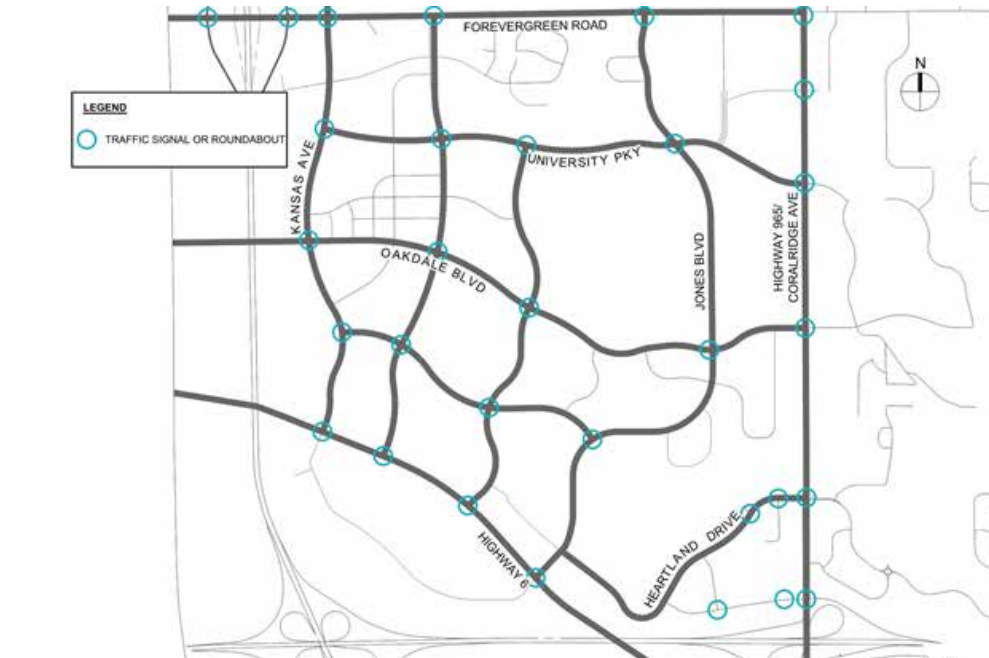 FOREVERGREEN ROAD
N
LEGEND
TRAFFIC SIGNAL OR ROUNDABOUT
UNIVERSITY PKY
KANSAS AVE
OAKDALE BLVD
JONES BLVD
HIGHWAY 965/
CORALRIDGE AVE
HIGHWAY 6
HEARTLAND DRIVE